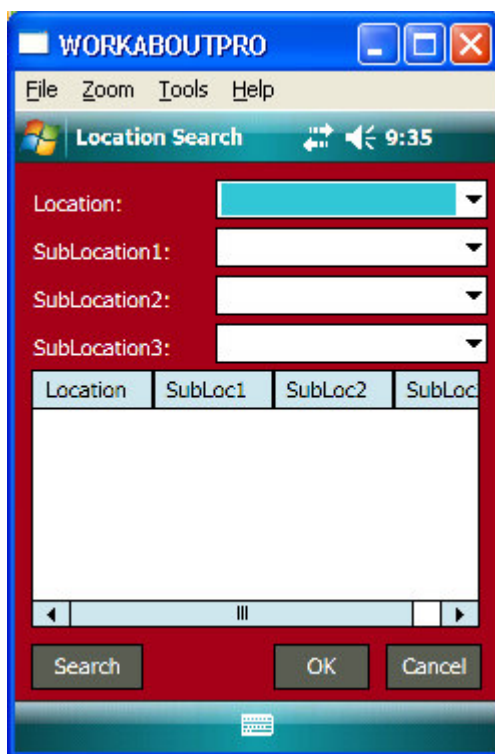 WORKABOUTPRO
File Zoom Tools Help
Location Search 9:35
Location:
SubLocation1:
SubLocation2:
SubLocation3:
Location SubLoc1 SubLoc2 SubLoc
Search OK Cancel